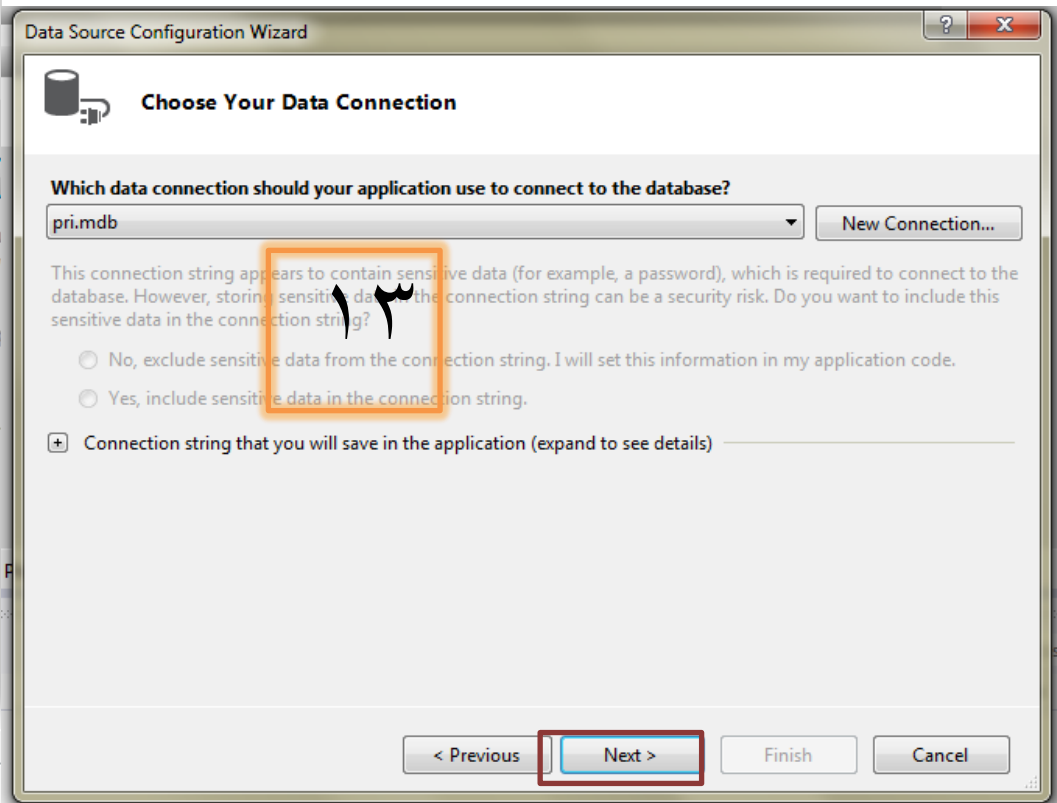 Data Source Configuration Wizard
Choose Your Data Connection
Which data connection should your application use to connect to the database?
pri.mdb
New Connection...
This connection string appears to contain sensitive data (for example, a password), which is required to connect to the
database. However, storing sensitive data in the connection string can be a security risk. Do you want to include this
sensitive data in the connection string?
١٣
No, exclude sensitive data from the connection string. I will set this information in my application code.
Yes, include sensitive data in the connection string.
Connection string that you will save in the application (expand to see details)
< Previous
Next >
Finish
Cancel